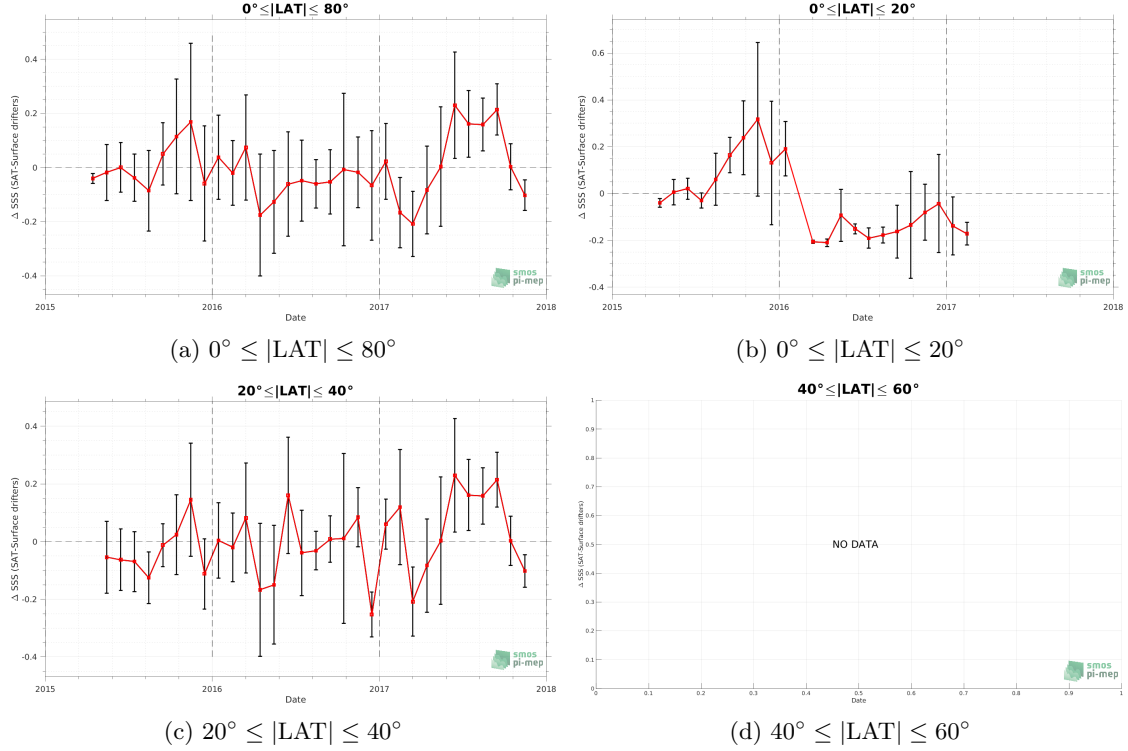 0°≤|LAT|≤ 80°
Δ SSS (SAT-Surface drifters)
0.4
0.2
0
-0.2
-0.4
2015
2016
2017
2018
Date
smos
pi-mep
(a) 0° ≤ |LAT| ≤ 80°
0°≤|LAT|≤ 20°
Δ SSS (SAT-Surface drifters)
0.6
0.4
0.2
0
-0.2
-0.4
2015
2016
2017
2018
Date
smos
pi-mep
(b) 0° ≤ |LAT| ≤ 20°
20°≤|LAT|≤ 40°
Δ SSS (SAT-Surface drifters)
0.4
0.2
0
-0.2
-0.4
2015
2016
2017
2018
Date
smos
pi-mep
(c) 20° ≤ |LAT| ≤ 40°
40°≤|LAT|≤ 60°
Δ SSS (SAT-Surface drifters)
1
0.9
0.8
0.7
0.6
0.5
0.4
0.3
0.2
0.1
0
NO DATA
0
0.1
0.2
0.3
0.4
0.5
0.6
0.7
0.8
0.9
1
Date
smos
pi-mep
(d) 40° ≤ |LAT| ≤ 60°